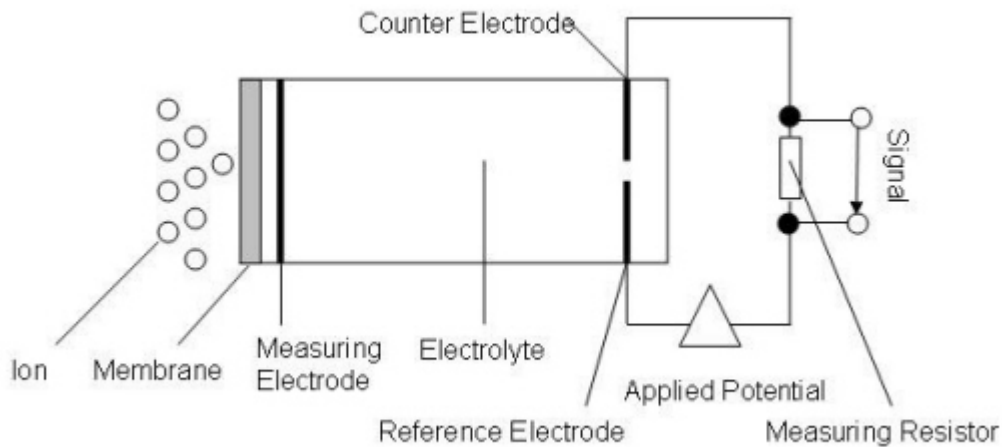 Counter Electrode
Signal
Ion
Membrane
Measuring
Electrode
Electrolyte
Applied Potential
Reference Electrode
Measuring Resistor